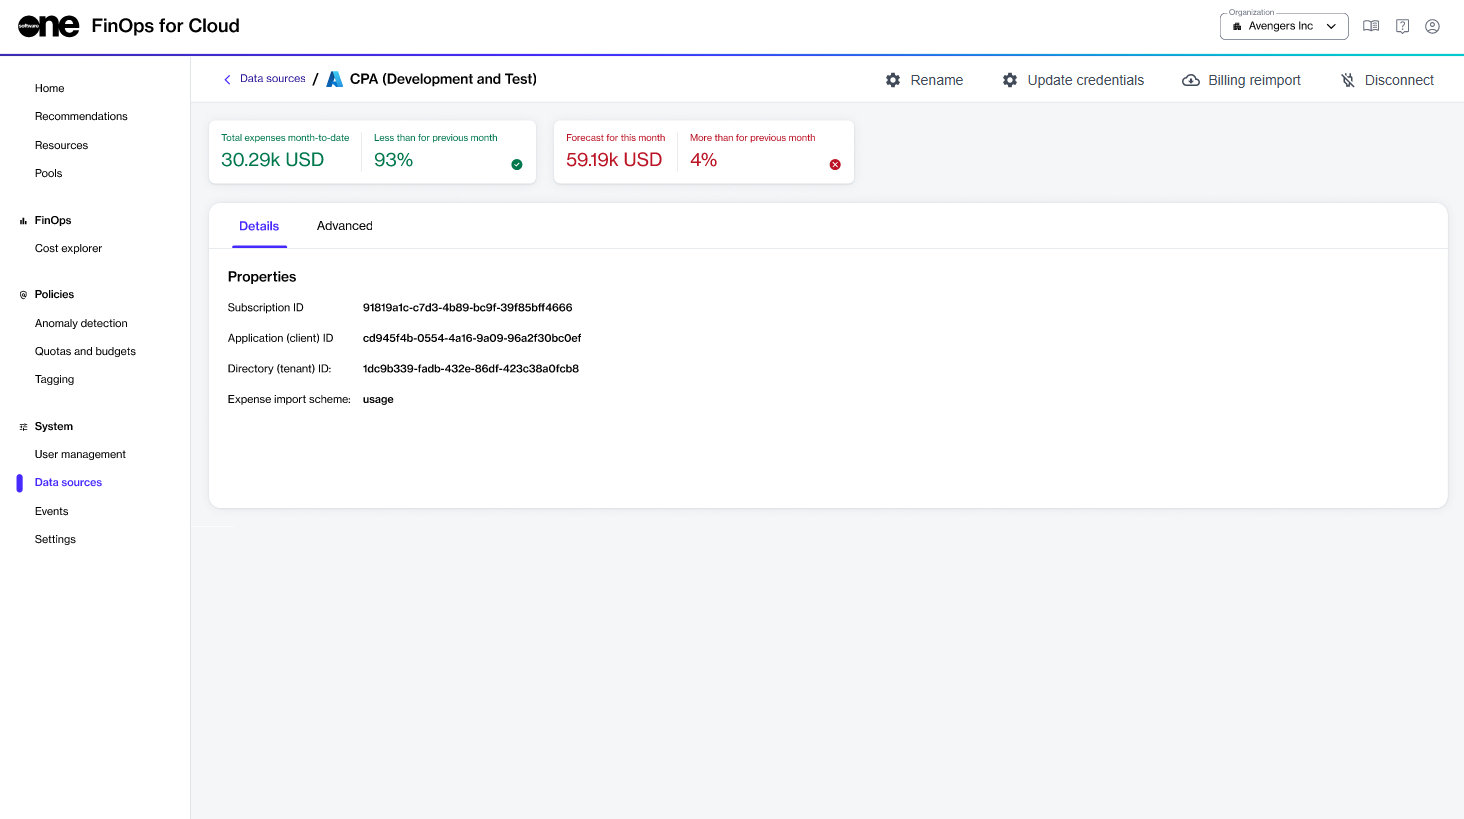 software
one
FinOps for Cloud
Organization
Avengers Inc
Home
Recommendations
Resources
Pools
FinOps
Cost explorer
Policies
Anomaly detection
Quotas and budgets
Tagging
System
User management
Data sources
Events
Settings
Data sources / CPA (Development and Test)
Rename
Update credentials
Billing reimport
Disconnect
Total expenses month-to-date
30.29k USD
Less than for previous month
93%
Forecast for this month
59.19k USD
More than for previous month
4%
Details
Advanced
Properties
Subscription ID 91819a1c-c7d3-4b89-bc9f-39f85bff4666
Application (client) ID cd945f4b-0554-4a16-9a09-96a2f30bc0ef
Directory (tenant) ID: 1dc9b339-fadb-432e-86df-423c38a0fcb8
Expense import scheme: usage